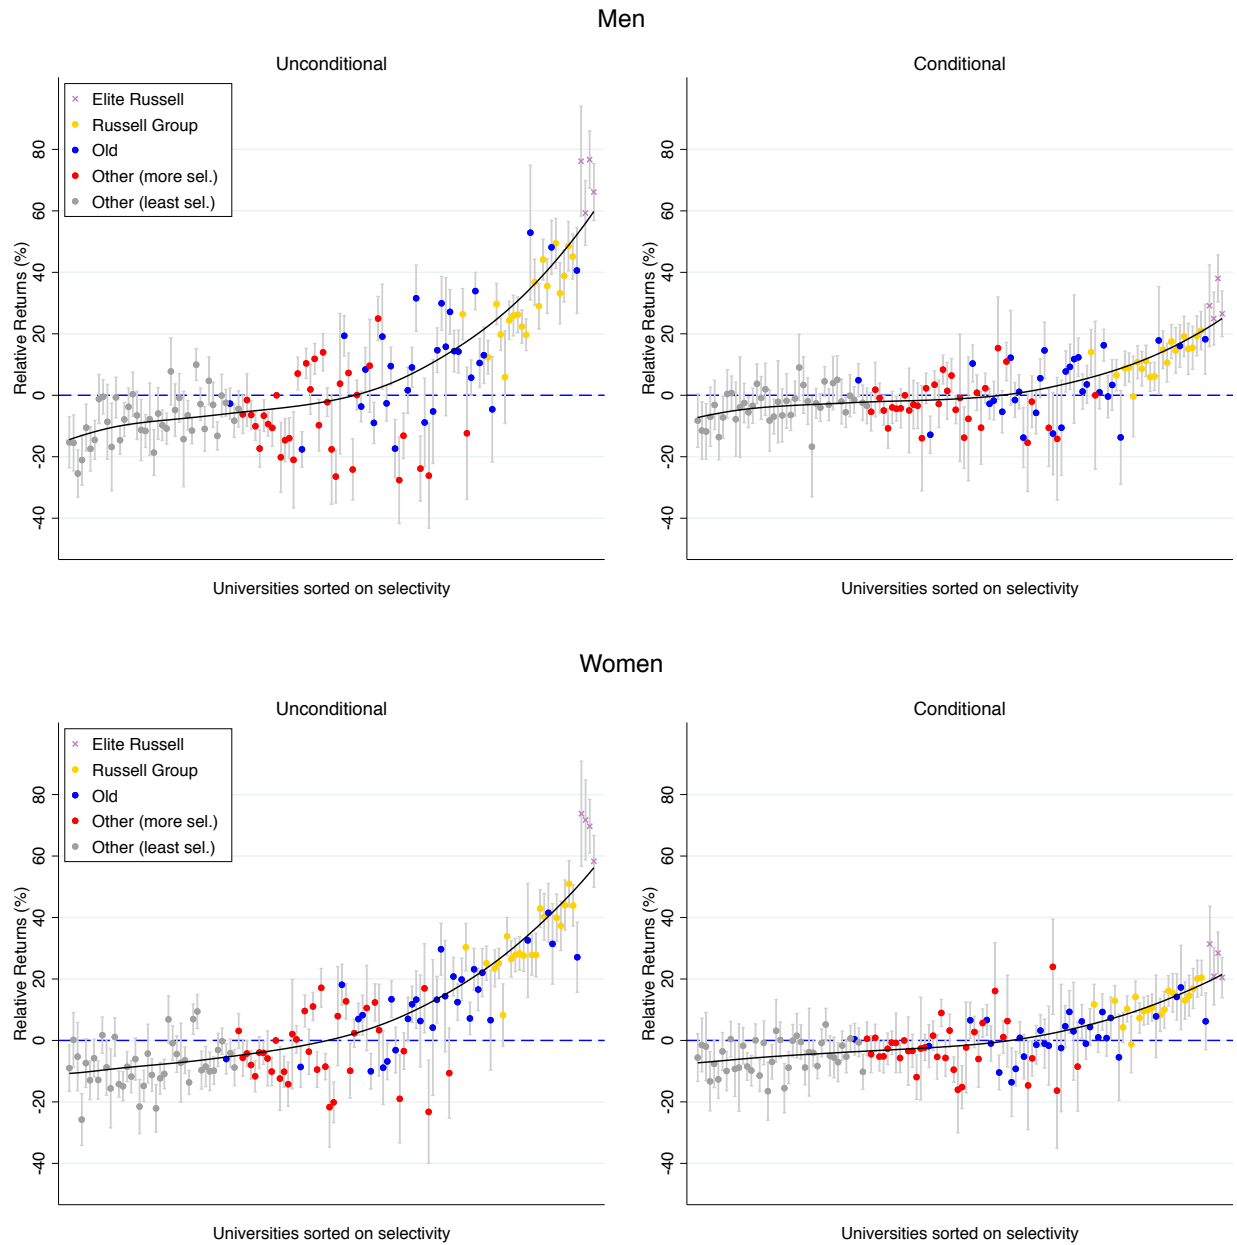 Men
Unconditional
Elite Russell
Russell Group
Old
Other (more sel.)
Other (least sel.)
Relative Returns (%)
80
60
40
20
0
-20
-40
Universities sorted on selectivity
Conditional
Relative Returns (%)
80
60
40
20
0
-20
-40
Universities sorted on selectivity
Women
Unconditional
Elite Russell
Russell Group
Old
Other (more sel.)
Other (least sel.)
Relative Returns (%)
80
60
40
20
0
-20
-40
Universities sorted on selectivity
Conditional
Relative Returns (%)
80
60
40
20
0
-20
-40
Universities sorted on selectivity